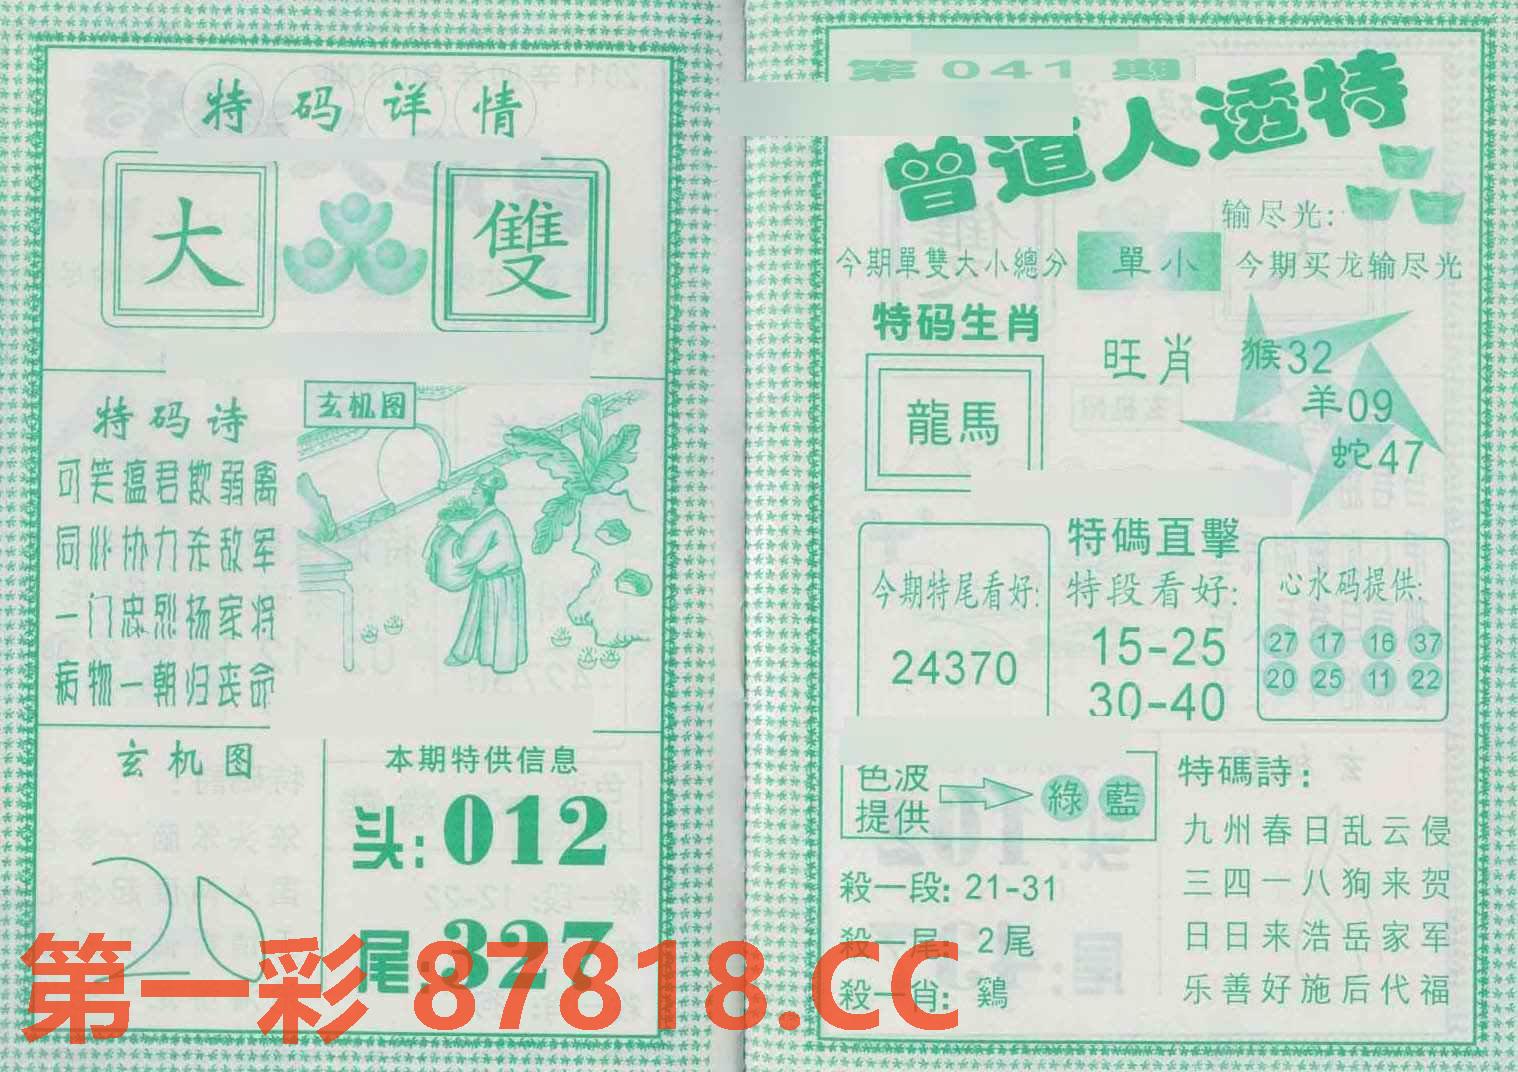 特码详情
大 雙
特码诗
可笑瘟君欺弱禽
同心协力杀敌军
一门忠烈杨家将
病物一朝归丧命
玄机图
玄机图
本期特供信息
头:012
尾:327
第041期
曾道人透特
输尽光:
今期單雙大小總分 單小 今期买龙输尽光
特码生肖
龍馬
旺肖
猴32
羊09
蛇47
今期特尾看好:
24370
特碼直擊
特段看好:
15-25
30-40
心水码提供:
27 17 16 37
20 25 11 22
色波提供 綠 藍
殺一段: 21-31
殺一尾: 2尾
殺一肖: 鷄
特碼詩:
九州春日乱云侵
三四一八狗来贺
日日来浩岳家军
乐善好施后代福
第一彩 87818.CC